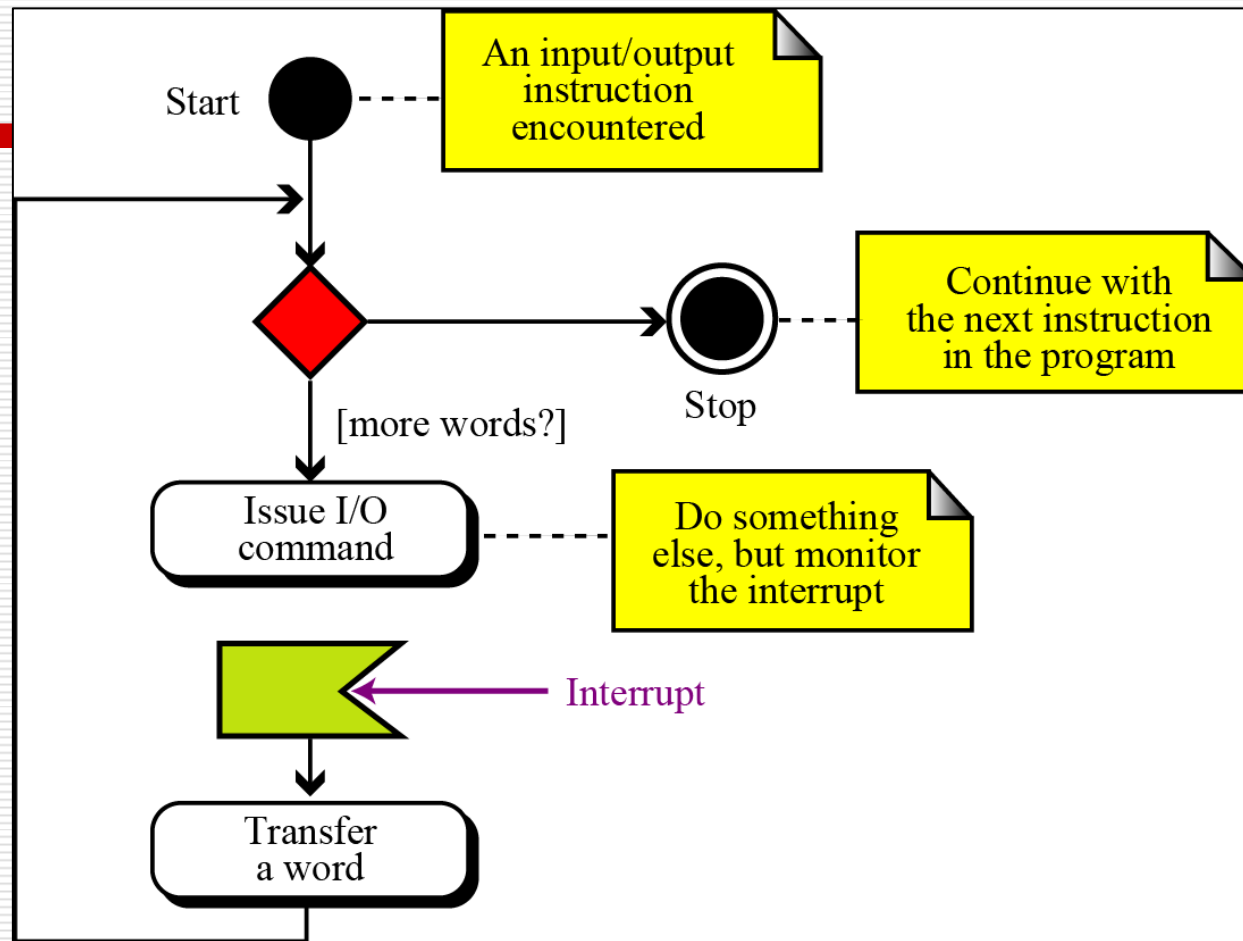 Start
An input/output
instruction
encountered
Continue with
the next instruction
in the program
Stop
[more words?]
Issue I/O
command
Do something
else, but monitor
the interrupt
Interrupt
Transfer
a word